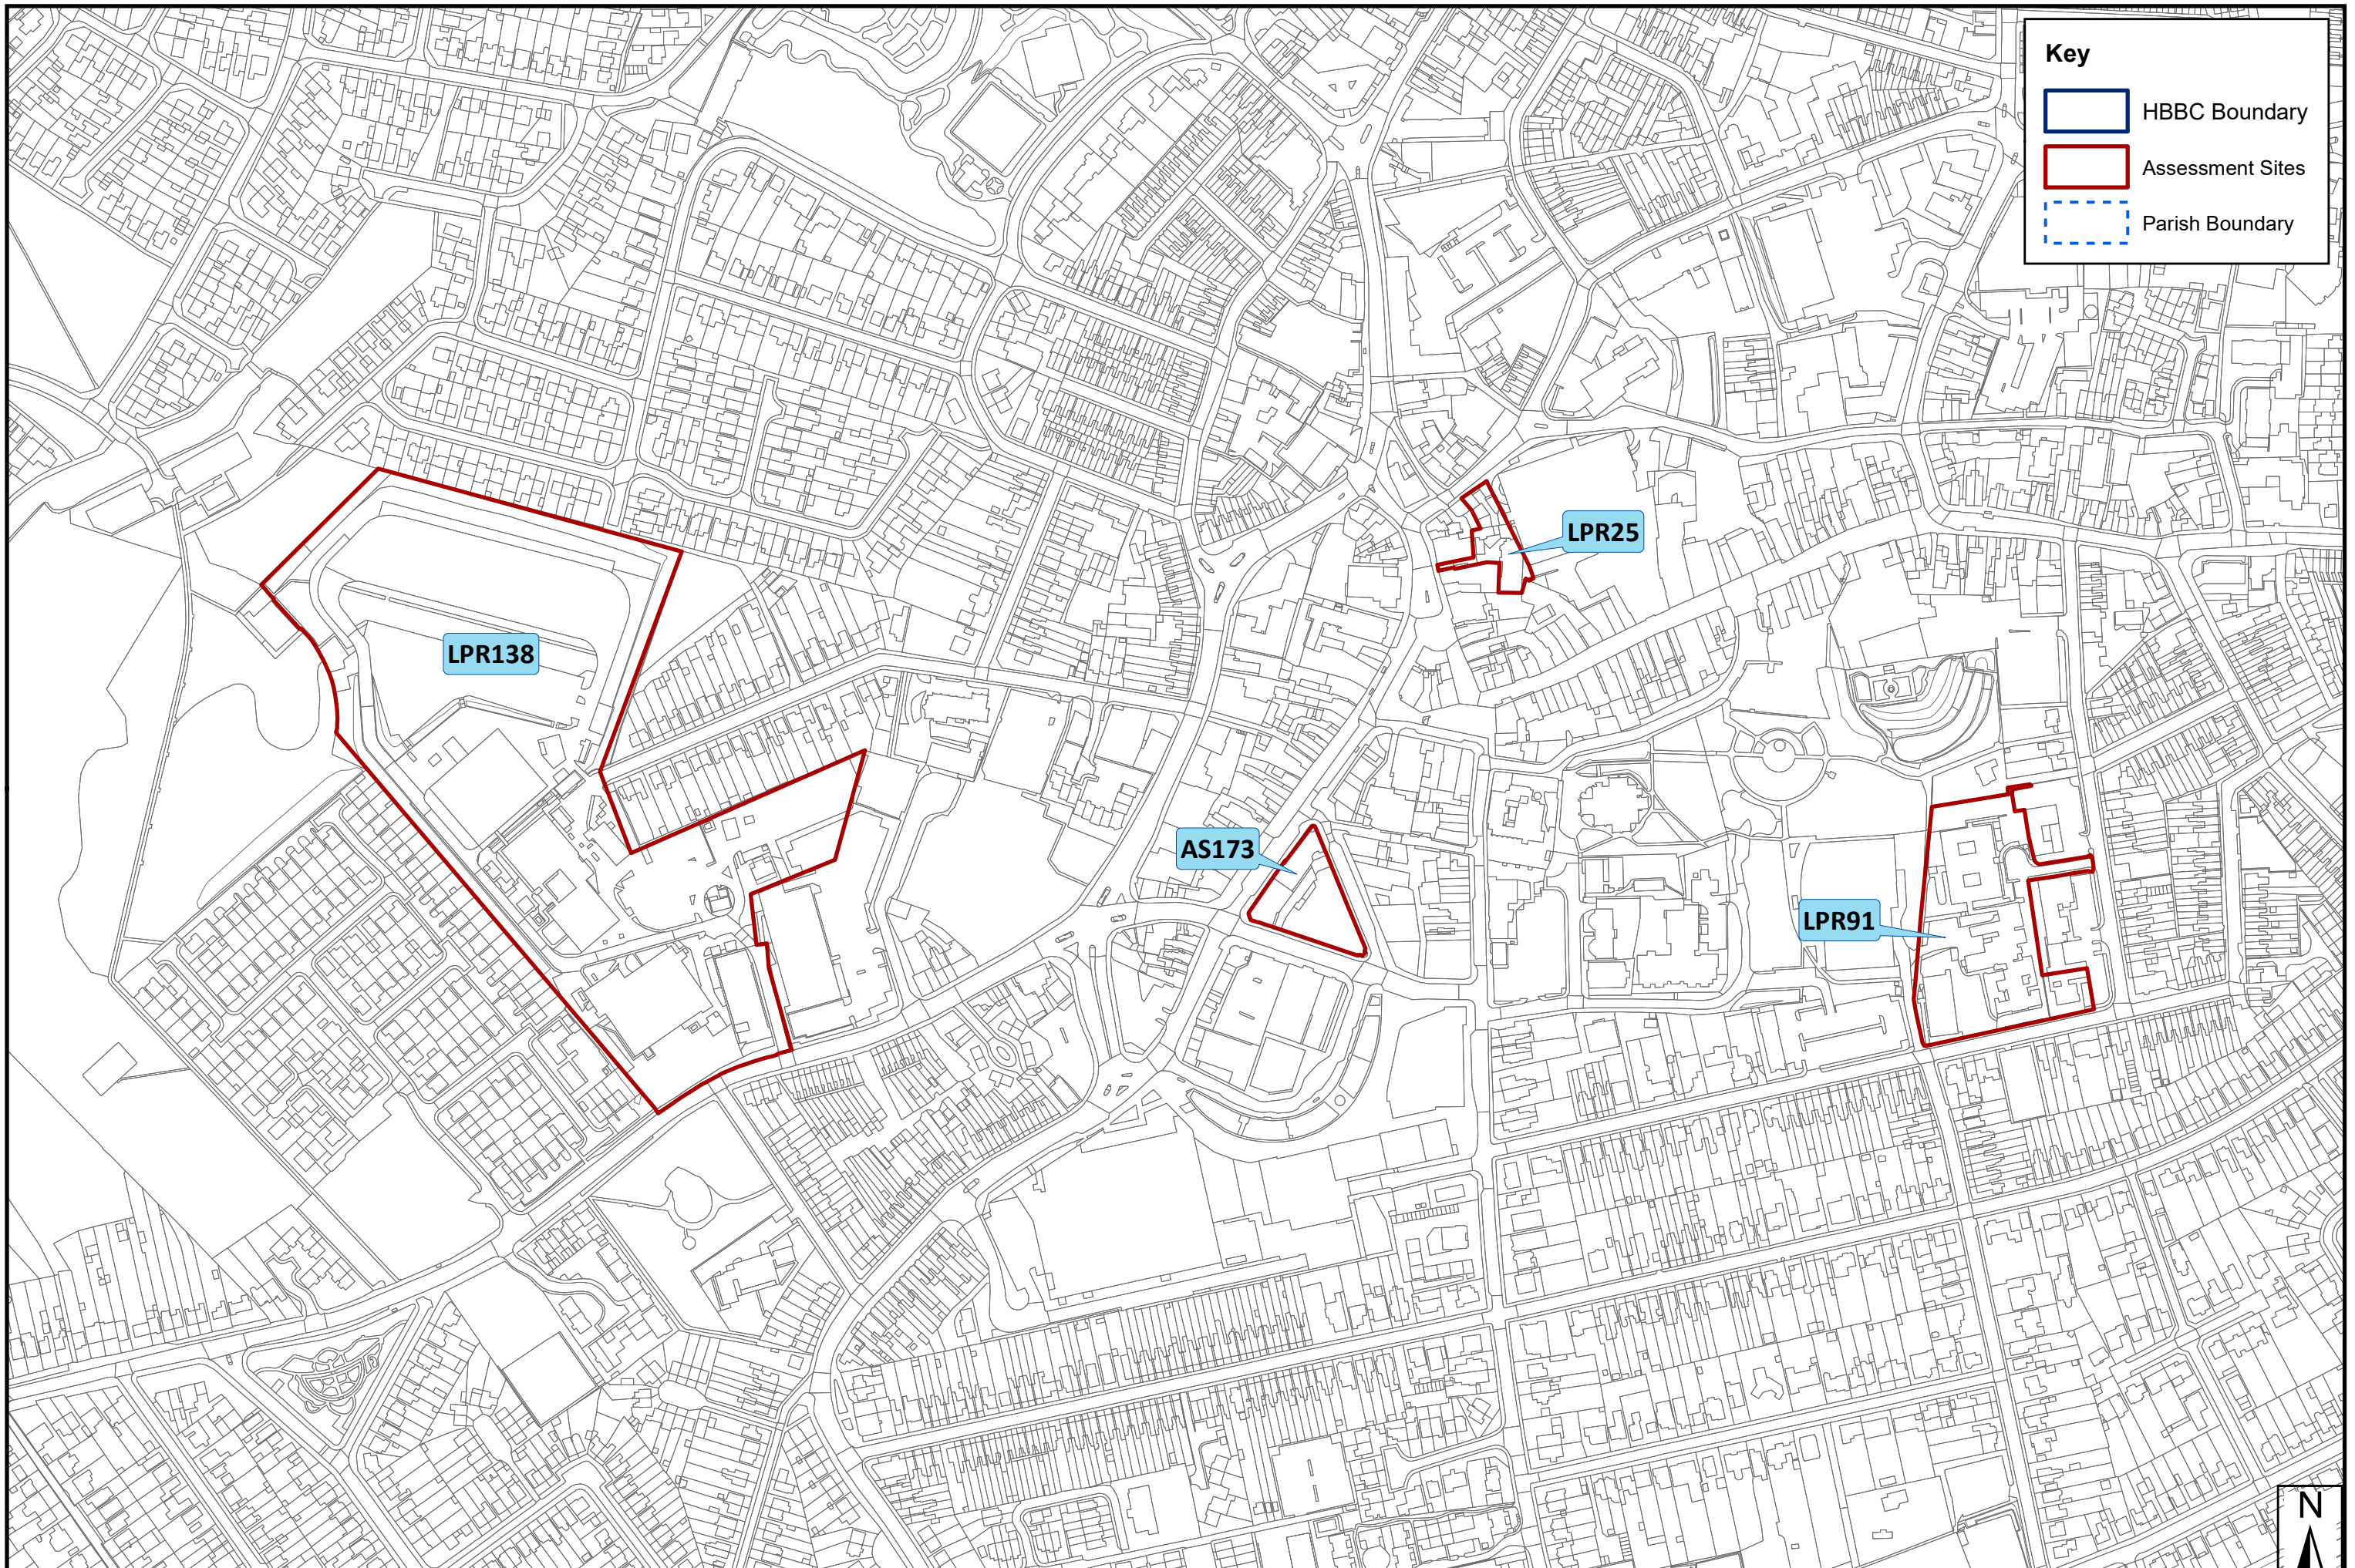 Key
HBBC Boundary
Assessment Sites
Parish Boundary
LPR25
LPR138
AS173
LPR91
N